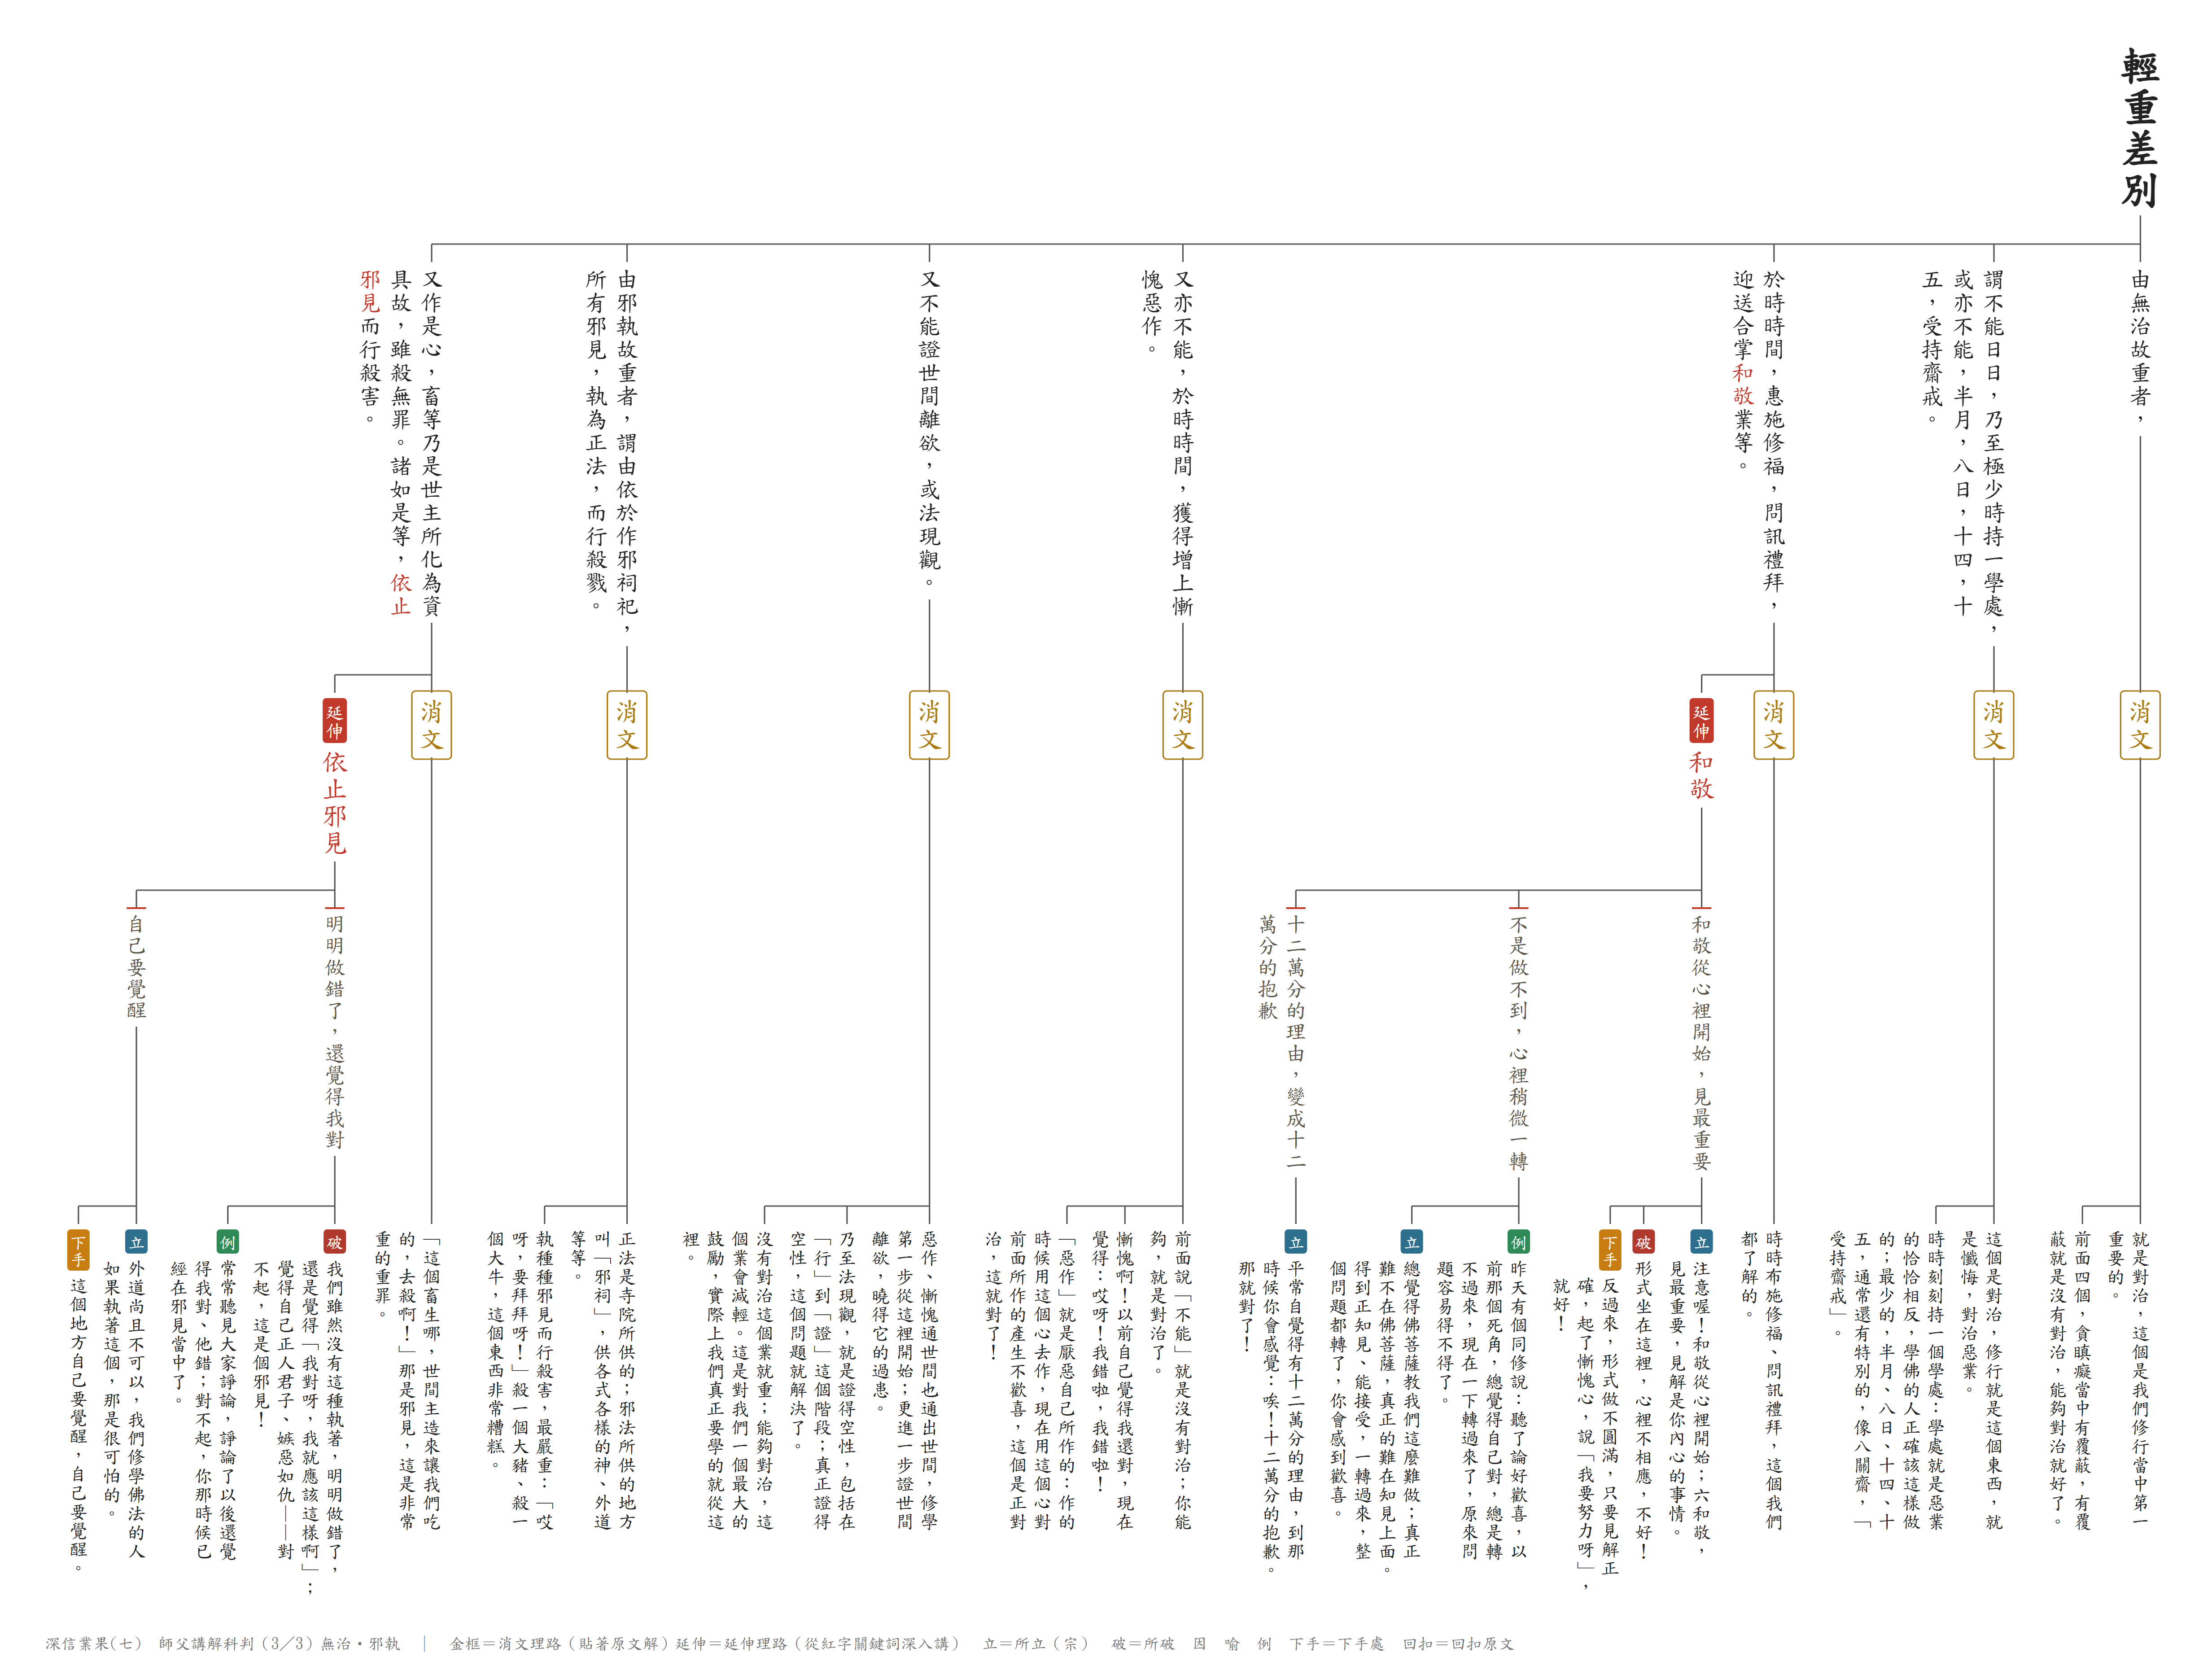 輕重差別
由無治故重者，
謂不能日日，乃至極少時持一學處，
或亦不能，半月，八日，十四，十
五，受持齋戒。
於時時間，惠施修福，問訊禮拜，
迎送合掌和敬業等。
又亦不能，於時時間，獲得增上慚
愧惡作。
又不能證世間離欲，或法現觀。
由邪執故重者，謂由依於作邪祠祀，
所有邪見，執為正法，而行殺戮。
又作是心，畜等乃是世主所化為資
具故，雖殺無罪。諸如是等，依止
邪見而行殺害。
消文
消文
消文
延伸
和敬
消文
消文
消文
消文
延伸
依止邪見
和敬從心裡開始，見最重要
不是做不到，心裡稍微一轉
十二萬分的理由，變成十二
萬分的抱歉
明明做錯了，還覺得我對
自己要覺醒
就是對治，這個是我們修行當中第一
重要的。
前面四個，貪瞋癡當中有覆蔽，有覆
蔽就是沒有對治，能夠對治就好了。
這個是對治，修行就是這個東西，就
是懺悔，對治惡業。
時時刻刻持一個學處：學處就是惡業
的恰恰相反，學佛的人正確該這樣做
的；最少的，半月、八日、十四、十
五，通常還有特別的，像八關齋，「
受持齋戒」。
時時布施修福、問訊禮拜，這個我們
都了解的。
立
注意喔！和敬從心裡開始；六和敬，
見最重要，見解是你內心的事情。
破
形式坐在這裡，心裡不相應，不好！
下手
反過來，形式做不圓滿，只要見解正
確，起了慚愧心，說「我要努力呀」，
就好！
例
昨天有個同修說：聽了論好歡喜，以
前那個死角，總覺得自己對，總是轉
不過來，現在一下轉過來了，原來問
題容易得不得了。
立
總覺得佛菩薩教我們這麼難做；真正
難不在佛菩薩，真正的難在知見上面。
得到正知見、能接受，一轉過來，整
個問題都轉了，你會感到歡喜。
立
平常自覺得有十二萬分的理由，到那
時候你會感覺：唉！十二萬分的抱歉。
那就對了！
前面說「不能」就是沒有對治；你能
夠，就是對治了。
慚愧啊！以前自己覺得我還對，現在
覺得：哎呀！我錯啦，我錯啦！
「惡作」就是厭惡自己所作的：作的
時候用這個心去作，現在用這個心對
前面所作的產生不歡喜，這個是正對
治，這就對了！
惡作、慚愧通世間也通出世間，修學
第一步從這裡開始；更進一步證世間
離欲，曉得它的過患。
乃至法現觀，就是證得空性，包括在
「行」到「證」這個階段；真正證得
空性，這個問題就解決了。
沒有對治這個業就重；能夠對治，這
個業會減輕。這是對我們一個最大的
鼓勵，實際上我們真正要學的就從這
裡。
正法是寺院所供的；邪法所供的地方
叫「邪祠」，供各式各樣的神、外道
等等。
執種種邪見而行殺害，最嚴重：「哎
呀，要拜拜呀！」殺一個大豬、殺一
個大牛，這個東西非常糟糕。
「這個畜生哪，世間主造來讓我們吃
的，去殺啊！」那是邪見，這是非常
重的重罪。
破
我們雖然沒有這種執著，明明做錯了，
還是覺得「我對呀，我就應該這樣啊」；
覺得自己正人君子、嫉惡如仇——對
不起，這是個邪見！
例
常常聽見大家諍論，諍論了以後還覺
得我對、他錯；對不起，你那時候已
經在邪見當中了。
立
外道尚且不可以，我們修學佛法的人
如果執著這個，那是很可怕的。
下手
這個地方自己要覺醒，自己要覺醒。
深信業果(七)　師父講解科判（3／3）無治・邪執　｜　金框＝消文理路（貼著原文解）延伸＝延伸理路（從紅字關鍵詞深入講）　立＝所立（宗）　破＝所破　因　喻　例　下手＝下手處　回扣＝回扣原文